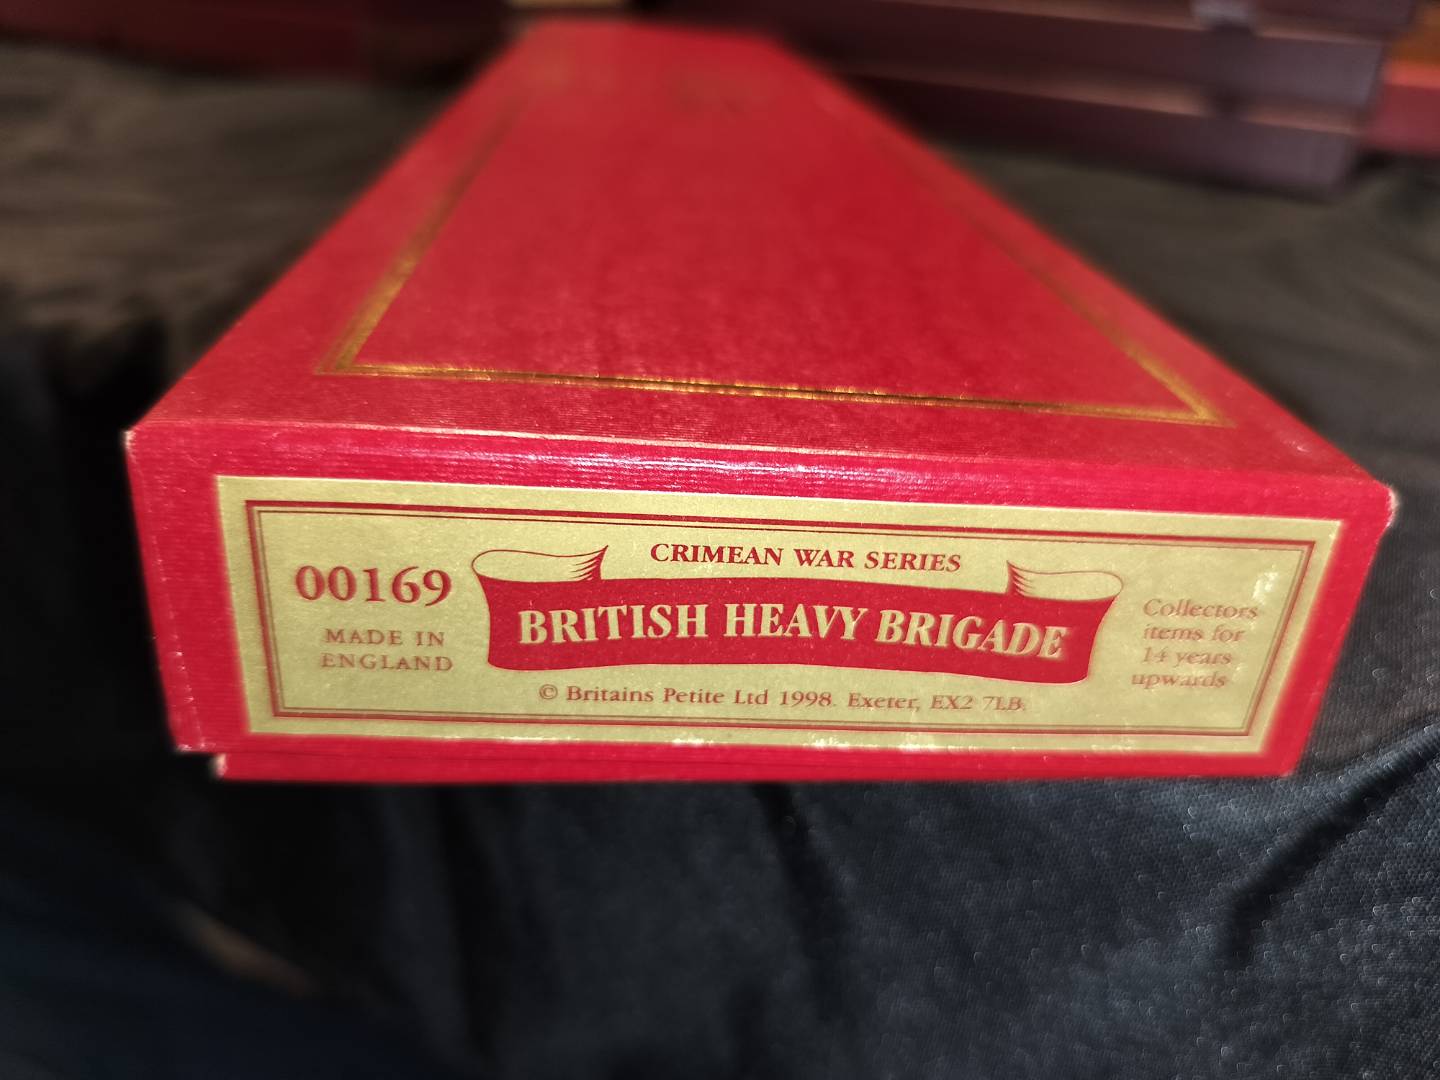 CRIMEAN WAR SERIES
BRITISH HEAVY BRIGADE
© Britains Petite Ltd 1998. Exeter, EX2 7LB.
00169
MADE IN
ENGLAND
Collectors
items for
14 years
upwards